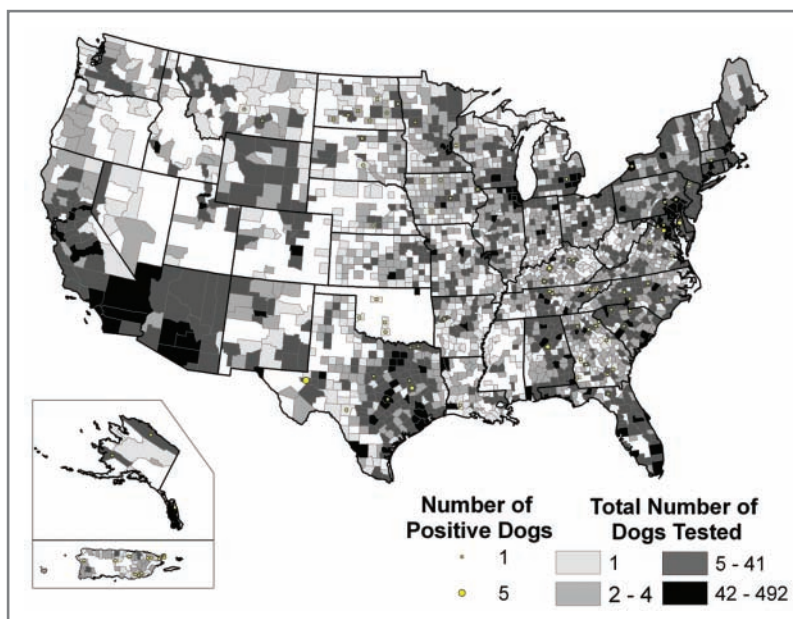 Number of
Positive Dogs
1
5
Total Number of
Dogs Tested
1
2 - 4
5 - 41
42 - 492